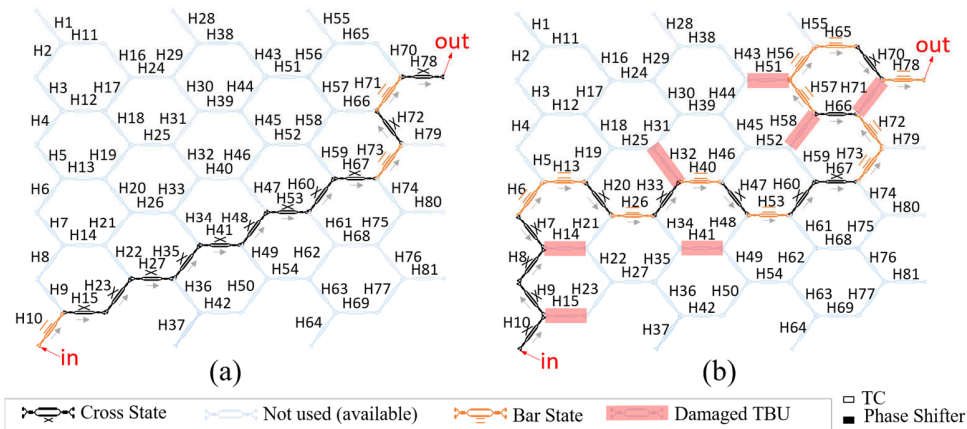 H1 H28 H55
H11 H38 H65
H2 H16 H29 H43 H56 H70 out
H24 H51 H78
H3 H17 H30 H44 H57 H71
H12 H39 H66
H4 H18 H31 H45 H58 H72
H25 H52 H79
H5 H19 H32 H46 H59 H73
H13 H40 H67
H6 H20 H33 H47 H60 H74
H26 H53 H80
H7 H21 H34 H48 H61 H75
H14 H41 H68
H8 H22 H35 H49 H62 H76
H27 H54 H81
H9 H23 H36 H50 H63 H77
H15 H42 H69
H10 H37 H64
in
(a)
H1 H28 H55
H11 H38 H65
H2 H16 H29 H43 H56 H70 out
H24 H51 H78
H3 H17 H30 H44 H57 H71
H12 H39 H66
H4 H18 H31 H45 H58 H72
H25 H52 H79
H5 H19 H32 H46 H59 H73
H13 H40 H67
H6 H20 H33 H47 H60 H74
H26 H53 H80
H7 H21 H34 H48 H61 H75
H14 H41 H68
H8 H22 H35 H49 H62 H76
H27 H54 H81
H9 H23 H36 H50 H63 H77
H15 H42 H69
H10 H37 H64
in
(b)
Cross State Not used (available) Bar State Damaged TBU
TC
Phase Shifter